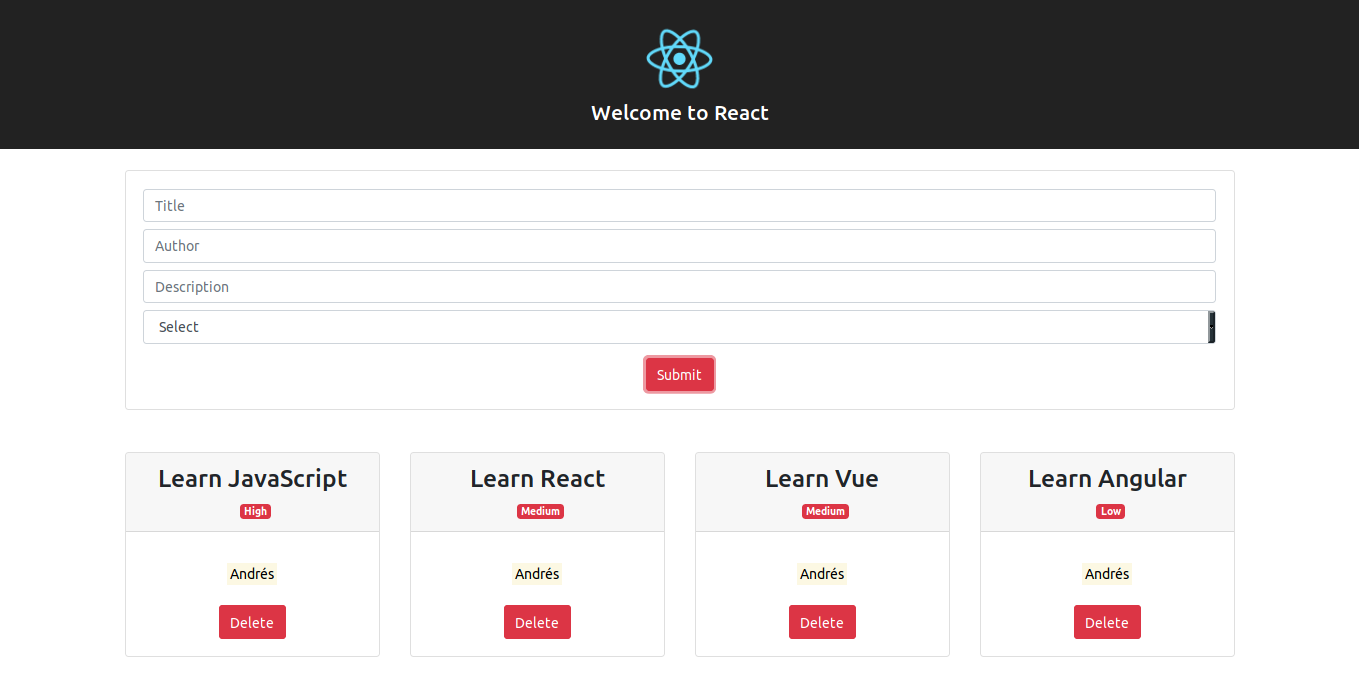 Welcome to React
Title
Author
Description
Select
Submit
Learn JavaScript
High
Andrés
Delete
Learn React
Medium
Andrés
Delete
Learn Vue
Medium
Andrés
Delete
Learn Angular
Low
Andrés
Delete